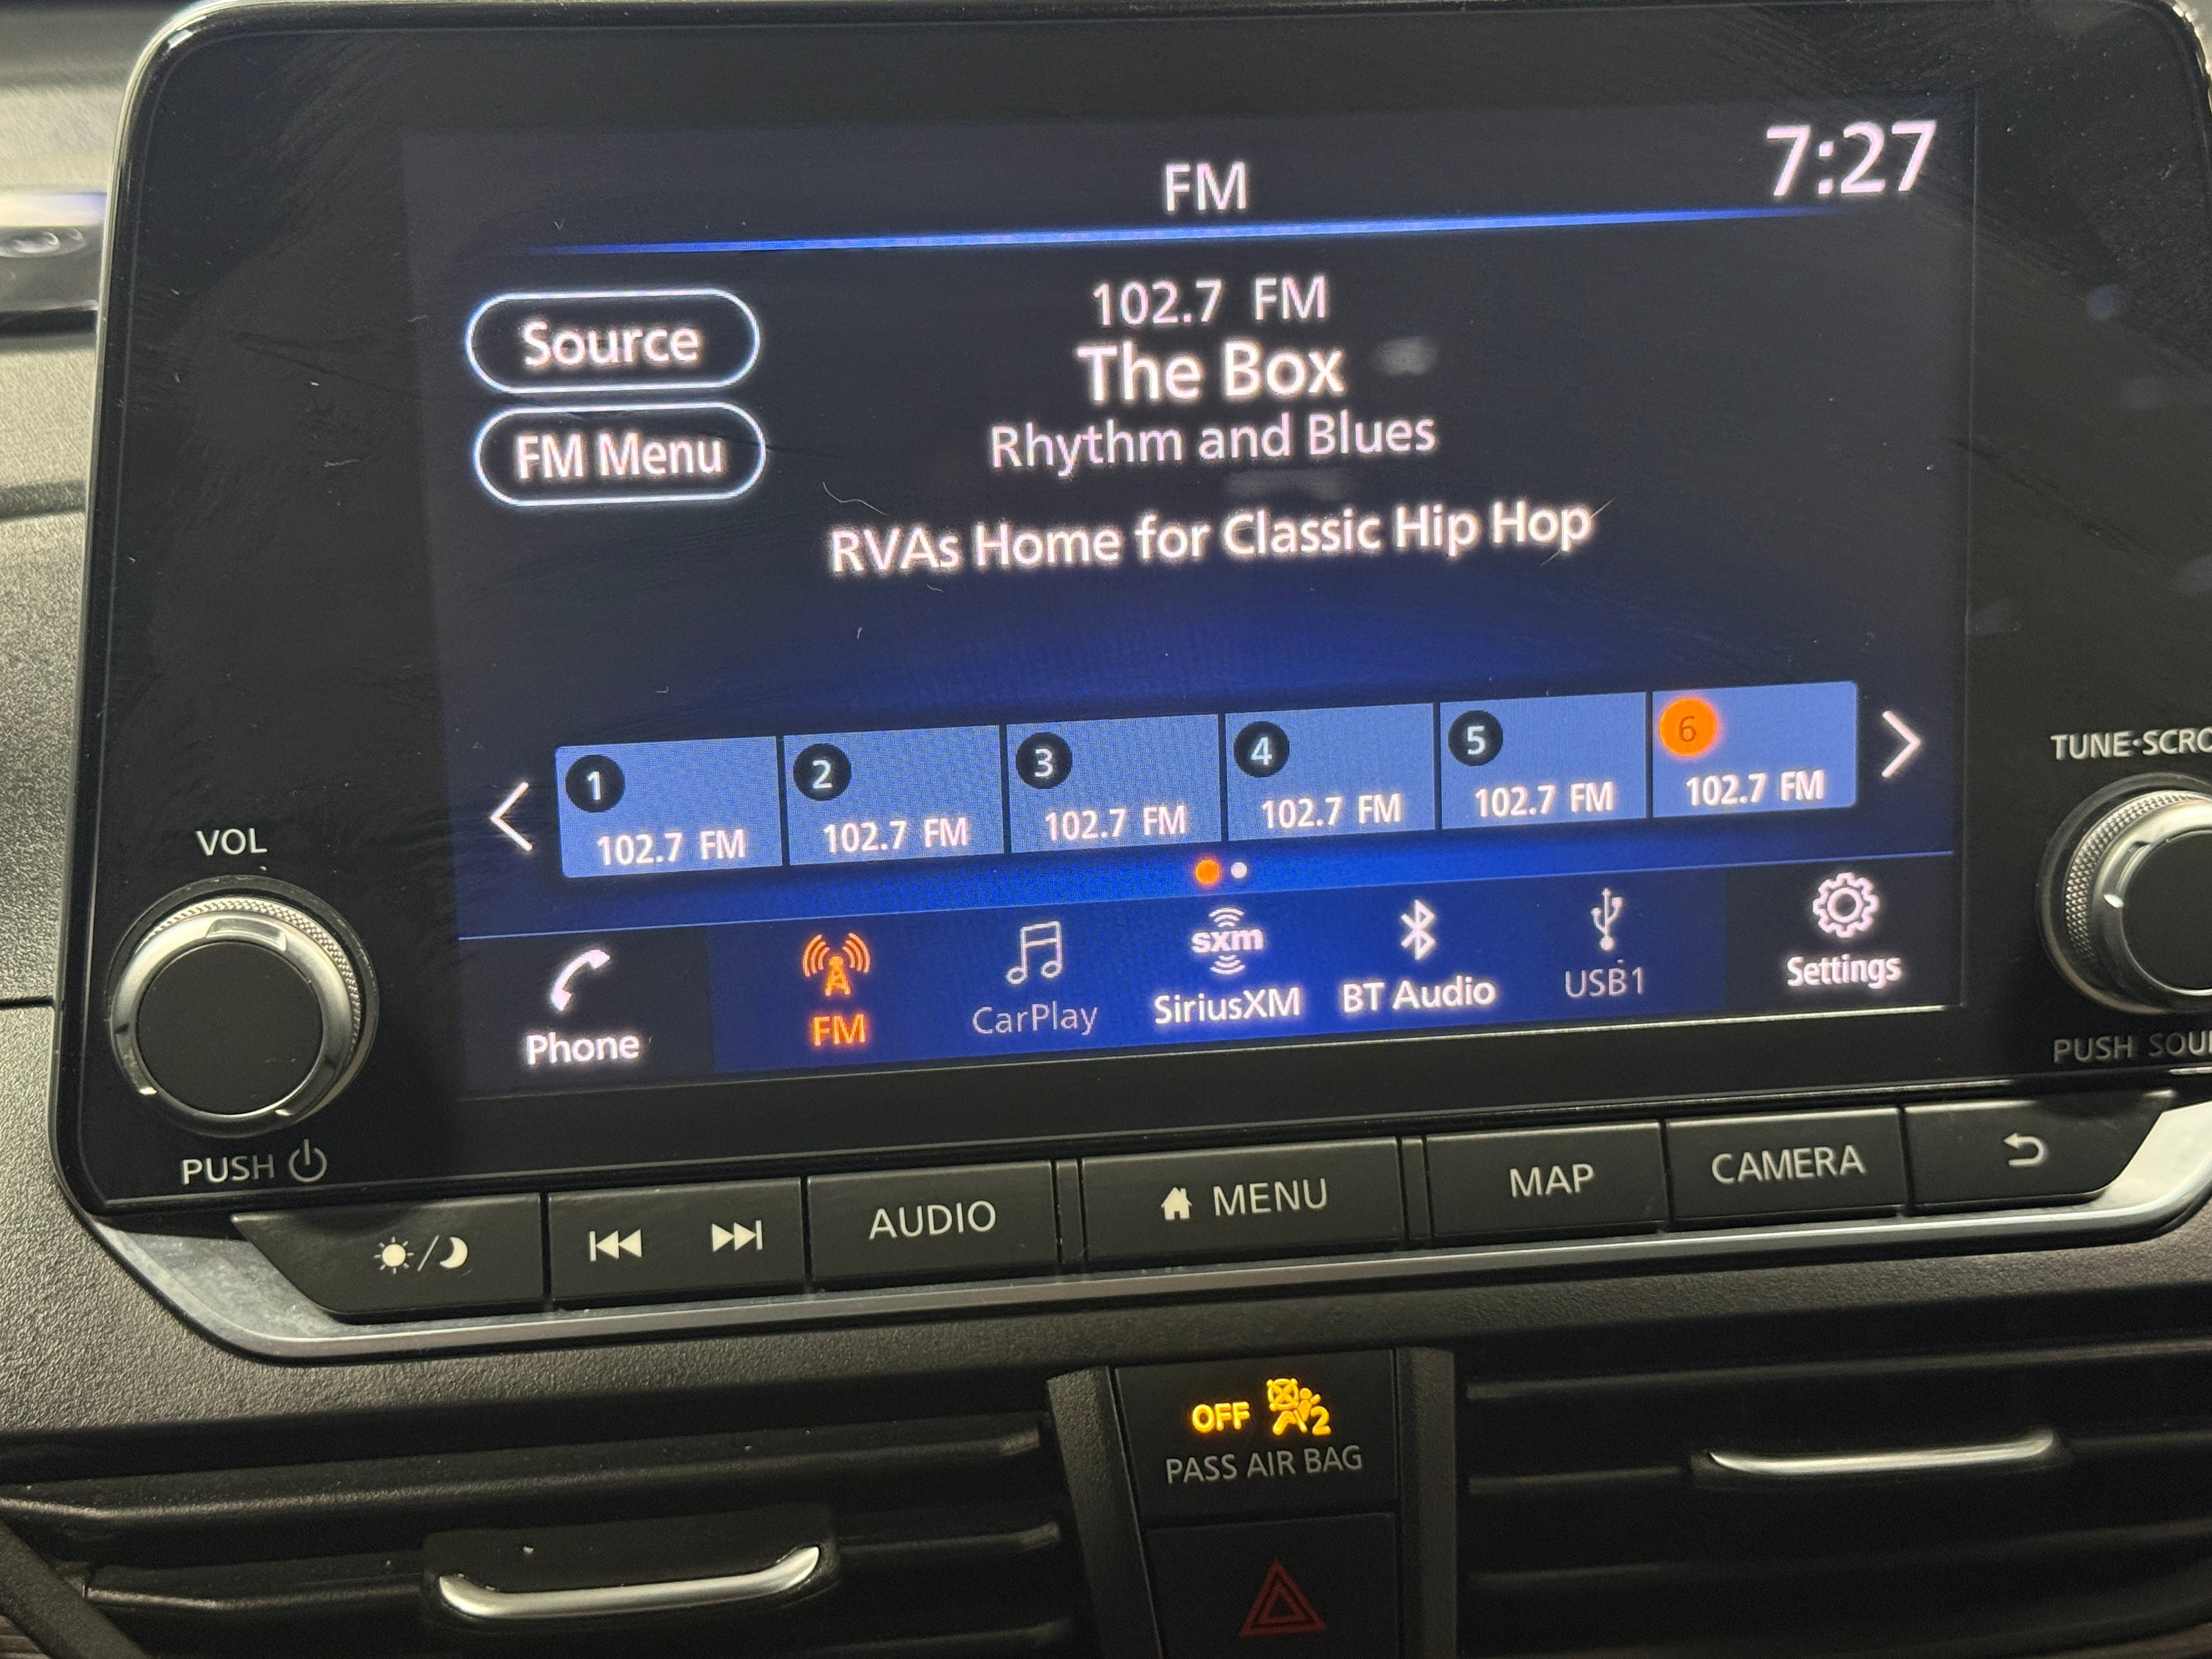 FM
7:27
Source
FM Menu
102.7 FM
The Box
Rhythm and Blues
RVAs Home for Classic Hip Hop
1
102.7 FM
2
102.7 FM
3
102.7 FM
4
102.7 FM
5
102.7 FM
6
102.7 FM
Phone
FM
CarPlay
sxm
SiriusXM
BT Audio
USB1
Settings
VOL
PUSH
TUNE·SCRO
PUSH SOU
AUDIO
MENU
MAP
CAMERA
OFF 2
PASS AIR BAG